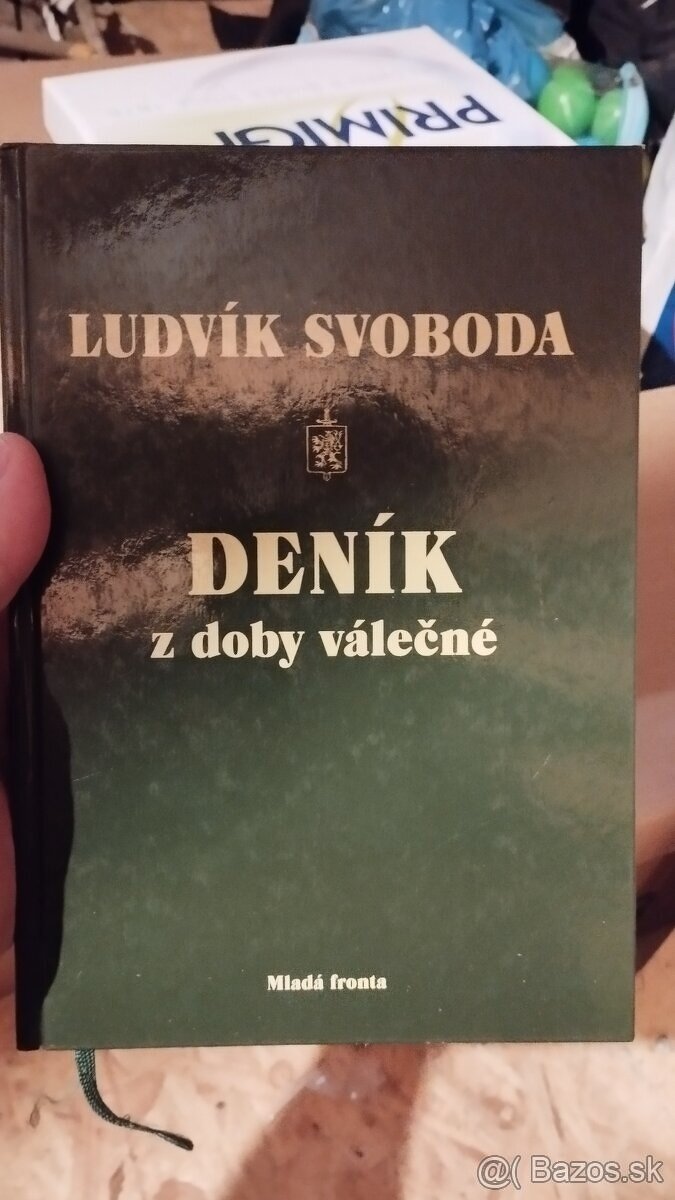 PRIMIGI
LUDVÍK SVOBODA
DENÍK
z doby válečné
Mladá fronta
@( Bazos.sk